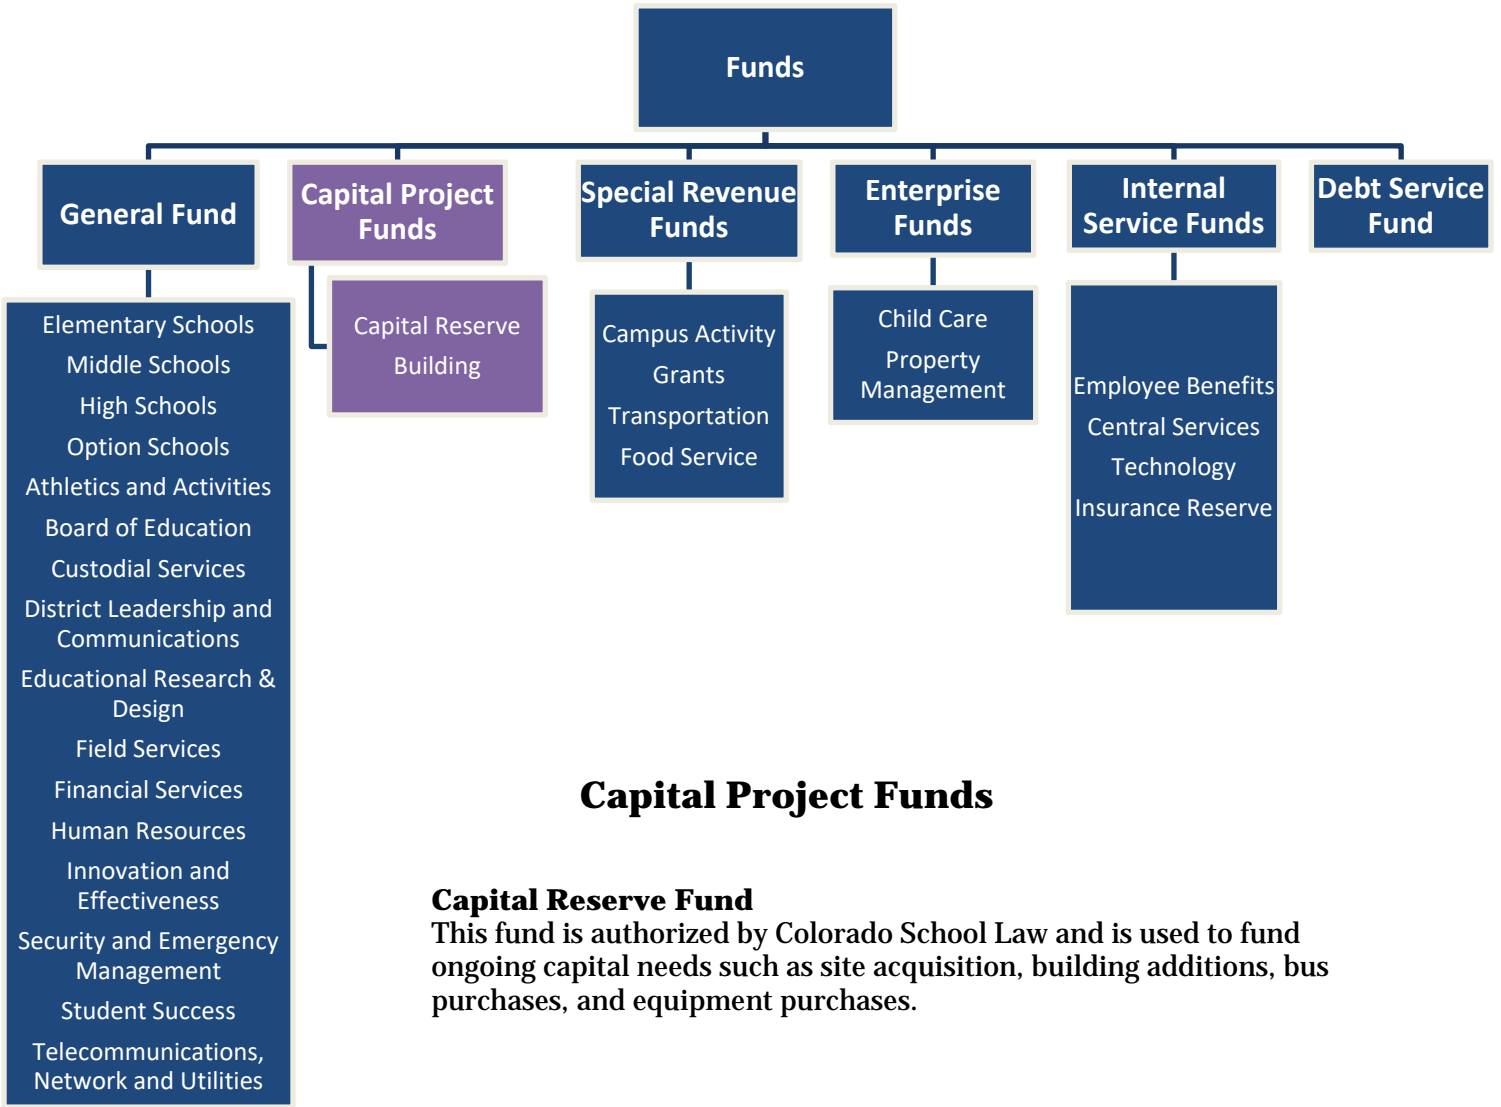 Funds
General Fund
Capital Project
Funds
Special Revenue
Funds
Enterprise
Funds
Internal
Service Funds
Debt Service
Fund
Elementary Schools
Middle Schools
High Schools
Option Schools
Athletics and Activities
Board of Education
Custodial Services
District Leadership and
Communications
Educational Research &
Design
Field Services
Financial Services
Human Resources
Innovation and
Effectiveness
Security and Emergency
Management
Student Success
Telecommunications,
Network and Utilities
Capital Reserve
Building
Campus Activity
Grants
Transportation
Food Service
Child Care
Property
Management
Employee Benefits
Central Services
Technology
Insurance Reserve
Capital Project Funds
Capital Reserve Fund
This fund is authorized by Colorado School Law and is used to fund
ongoing capital needs such as site acquisition, building additions, bus
purchases, and equipment purchases.